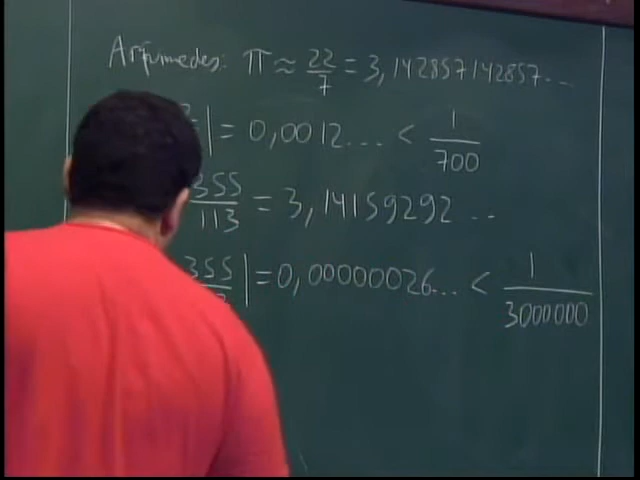 Arquimedes: π ≈ 22/7 = 3,142857142857...
| = 0,0012... < 1/700
355/113 = 3,14159292...
355 | = 0,00000026... < 1/3000000